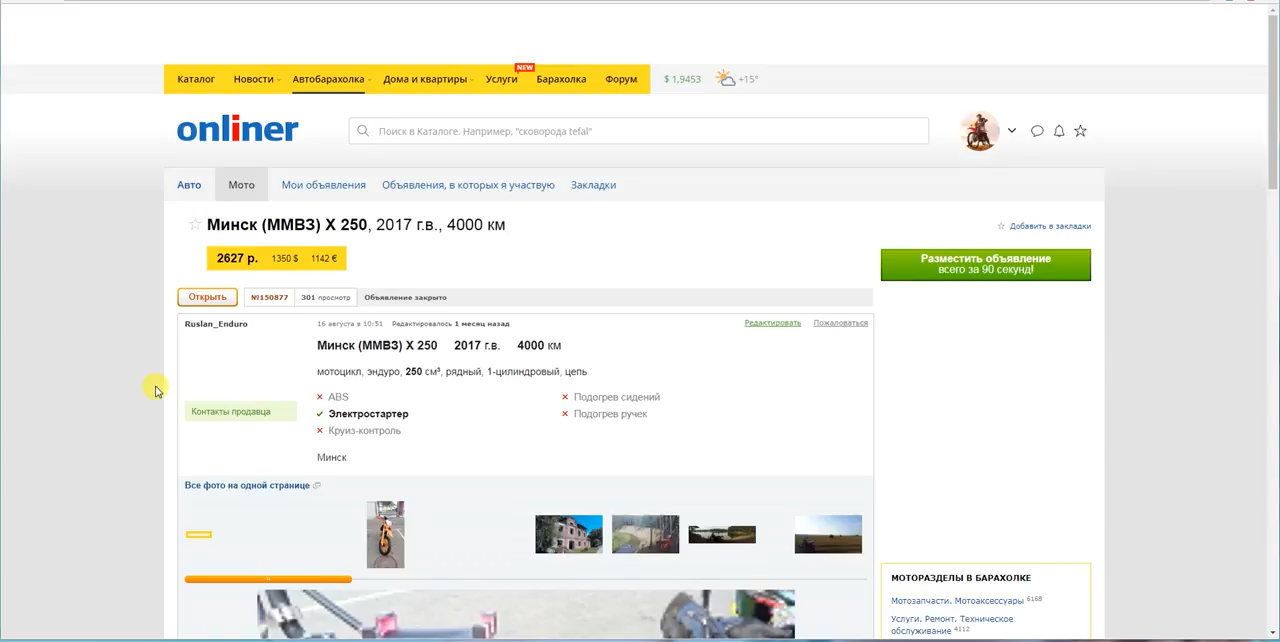 Каталог Новости Автобарахолка Дома и квартиры Услуги NEW Барахолка Форум $ 1,9453 +15°
onliner Поиск в Каталоге. Например, "сковорода tefal"
Авто Мото Мои объявления Объявления, в которых я участвую Закладки
Минск (ММВЗ) X 250, 2017 г.в., 4000 км
Добавить в закладки
2627 р. 1350 $ 1142 €
Разместить объявление
всего за 90 секунд!
Открыть №150877 301 просмотр Объявление закрыто
Ruslan_Enduro 16 августа в 10:51 Редактировалось 1 месяц назад Редактировать Пожаловаться
Минск (ММВЗ) X 250 2017 г.в. 4000 км
мотоцикл, эндуро, 250 см³, рядный, 1-цилиндровый, цепь
ABS Подогрев сидений
Контакты продавца
Электростартер Подогрев ручек
Круиз-контроль
Минск
Все фото на одной странице
МОТОРАЗДЕЛЫ В БАРАХОЛКЕ
Мотозапчасти. Мотоаксессуары 6168
Услуги. Ремонт. Техническое
обслуживание 4112